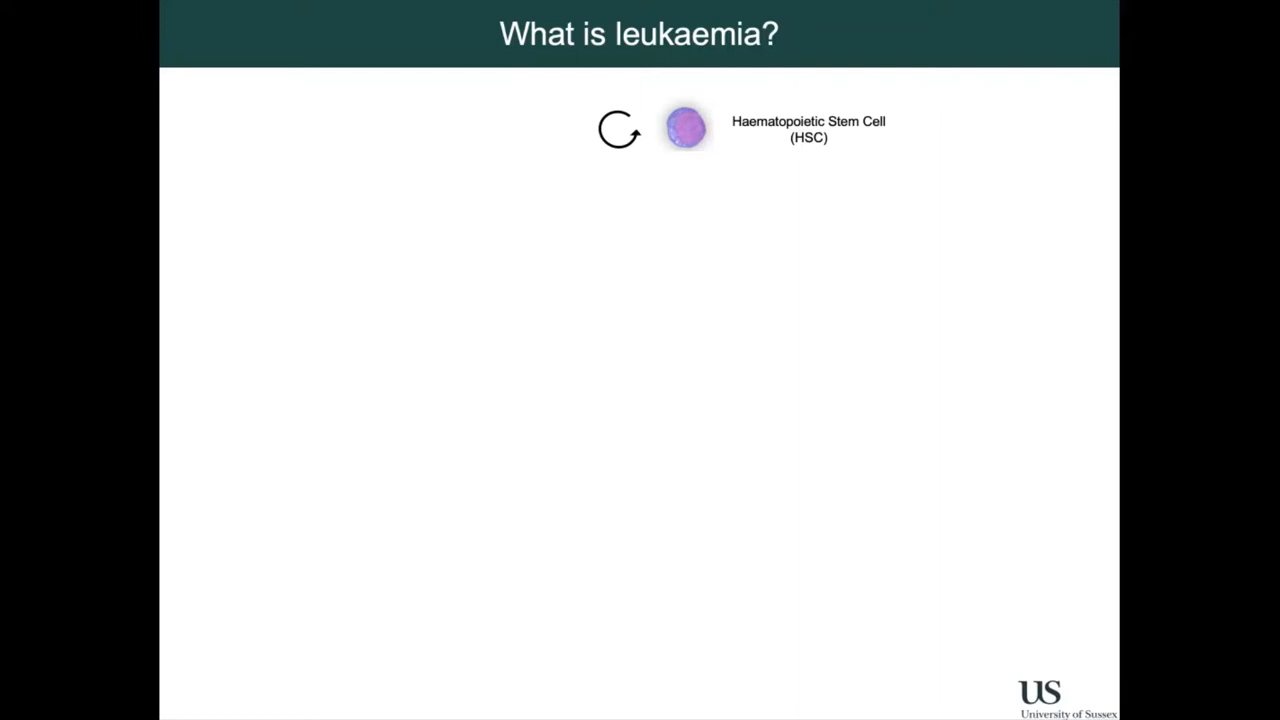 What is leukaemia?
Haematopoietic Stem Cell
(HSC)
US
University of Sussex